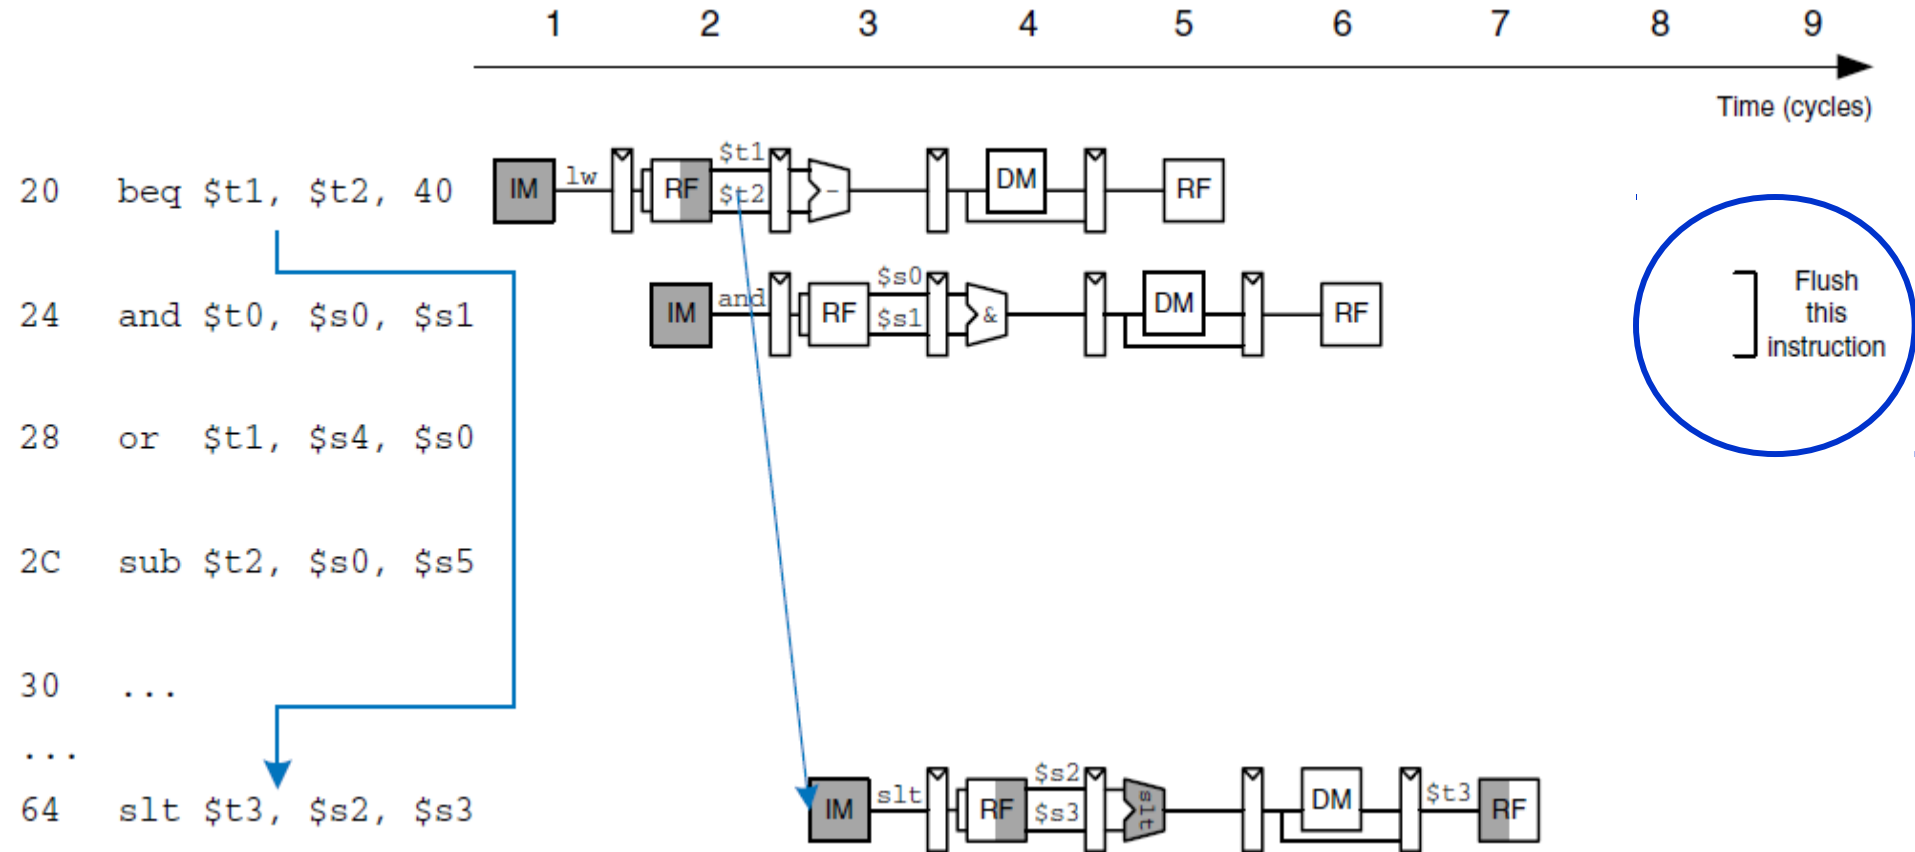 1 2 3 4 5 6 7 8 9
Time (cycles)
20 beq $t1, $t2, 40 IM lw RF $t1 $t2 - DM RF
24 and $t0, $s0, $s1 IM and RF $s0 $s1 & DM RF
Flush
this
instruction
28 or $t1, $s4, $s0
2C sub $t2, $s0, $s5
30 ...
...
64 slt $t3, $s2, $s3 IM slt RF $s2 $s3 slt DM $t3 RF